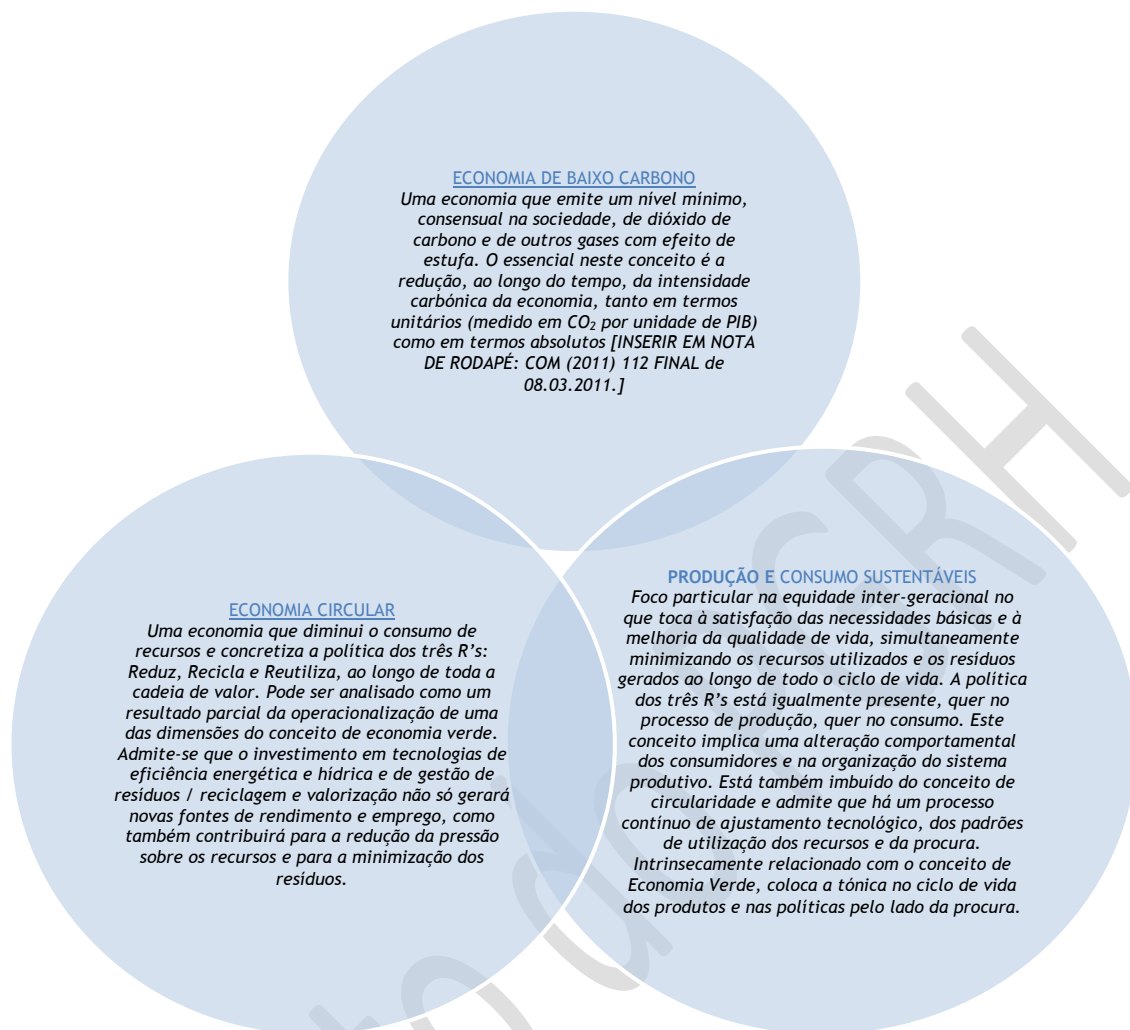 ECONOMIA DE BAIXO CARBONO
Uma economia que emite um nível mínimo,
consensual na sociedade, de dióxido de
carbono e de outros gases com efeito de
estufa. O essencial neste conceito é a
redução, ao longo do tempo, da intensidade
carbónica da economia, tanto em termos
unitários (medido em CO₂ por unidade de PIB)
como em termos absolutos [INSERIR EM NOTA
DE RODAPÉ: COM (2011) 112 FINAL de
08.03.2011.]
ECONOMIA CIRCULAR
Uma economia que diminui o consumo de
recursos e concretiza a política dos três R's:
Reduz, Recicla e Reutiliza, ao longo de toda a
cadeia de valor. Pode ser analisado como um
resultado parcial da operacionalização de uma
das dimensões do conceito de economia verde.
Admite-se que o investimento em tecnologias de
eficiência energética e hídrica e de gestão de
resíduos / reciclagem e valorização não só gerará
novas fontes de rendimento e emprego, como
também contribuirá para a redução da pressão
sobre os recursos e para a minimização dos
resíduos.
PRODUÇÃO E CONSUMO SUSTENTÁVEIS
Foco particular na equidade inter-geracional no
que toca à satisfação das necessidades básicas e à
melhoria da qualidade de vida, simultaneamente
minimizando os recursos utilizados e os resíduos
gerados ao longo de todo o ciclo de vida. A política
dos três R's está igualmente presente, quer no
processo de produção, quer no consumo. Este
conceito implica uma alteração comportamental
dos consumidores e na organização do sistema
produtivo. Está também imbuído do conceito de
circularidade e admite que há um processo
contínuo de ajustamento tecnológico, dos padrões
de utilização dos recursos e da procura.
Intrinsecamente relacionado com o conceito de
Economia Verde, coloca a tónica no ciclo de vida
dos produtos e nas políticas pelo lado da procura.
to do PGRH